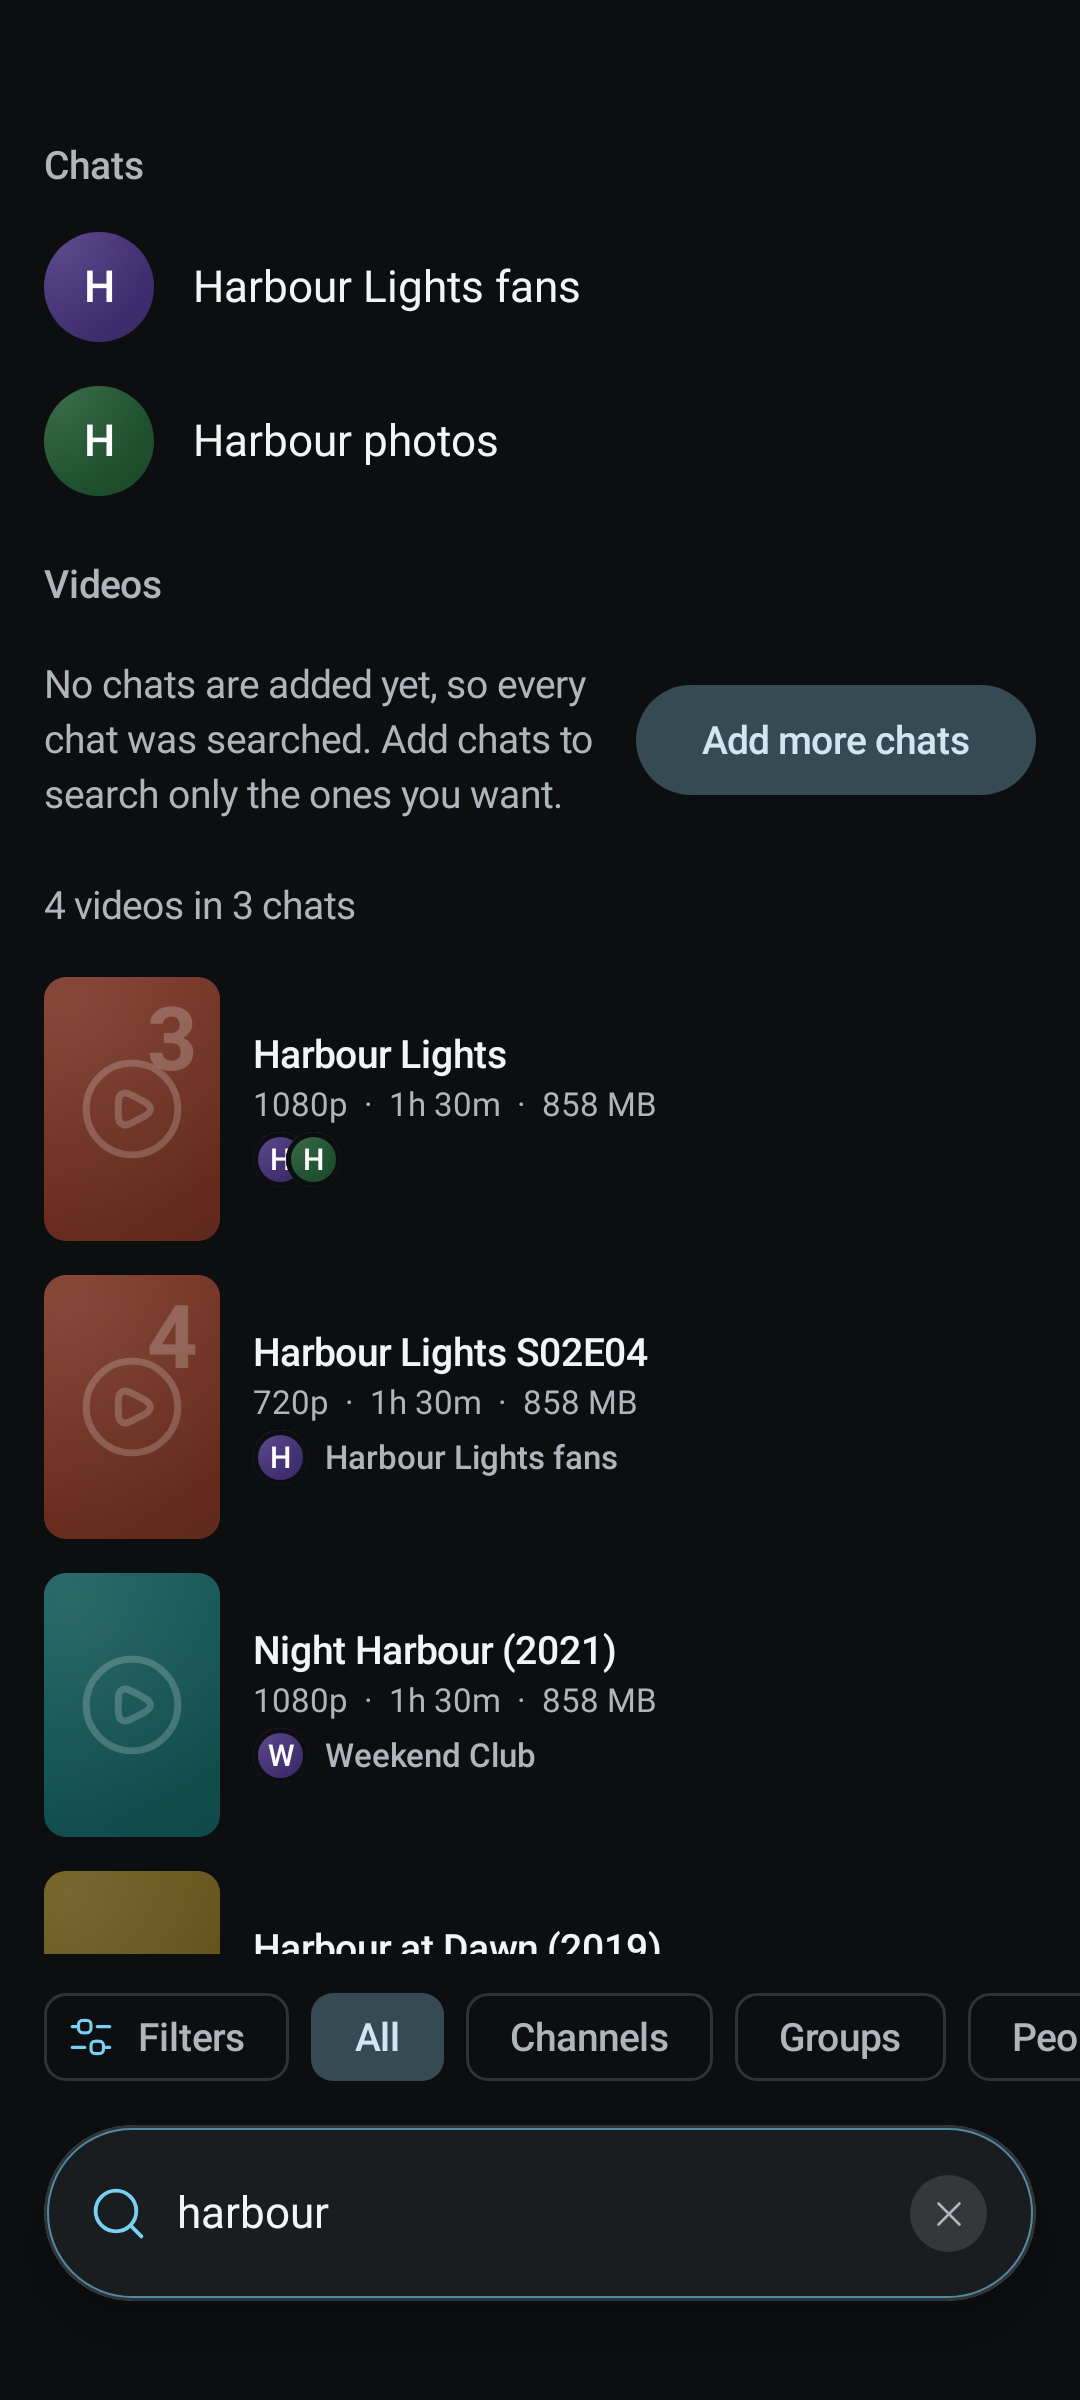 Chats
H
Harbour Lights fans
H
Harbour photos
Videos
No chats are added yet, so every
chat was searched. Add chats to
search only the ones you want.
Add more chats
4 videos in 3 chats
3
Harbour Lights
1080p · 1h 30m · 858 MB
H H
4
Harbour Lights S02E04
720p · 1h 30m · 858 MB
H Harbour Lights fans
Night Harbour (2021)
1080p · 1h 30m · 858 MB
W Weekend Club
Harbour at Dawn (2019)
Filters All Channels Groups Peo
harbour